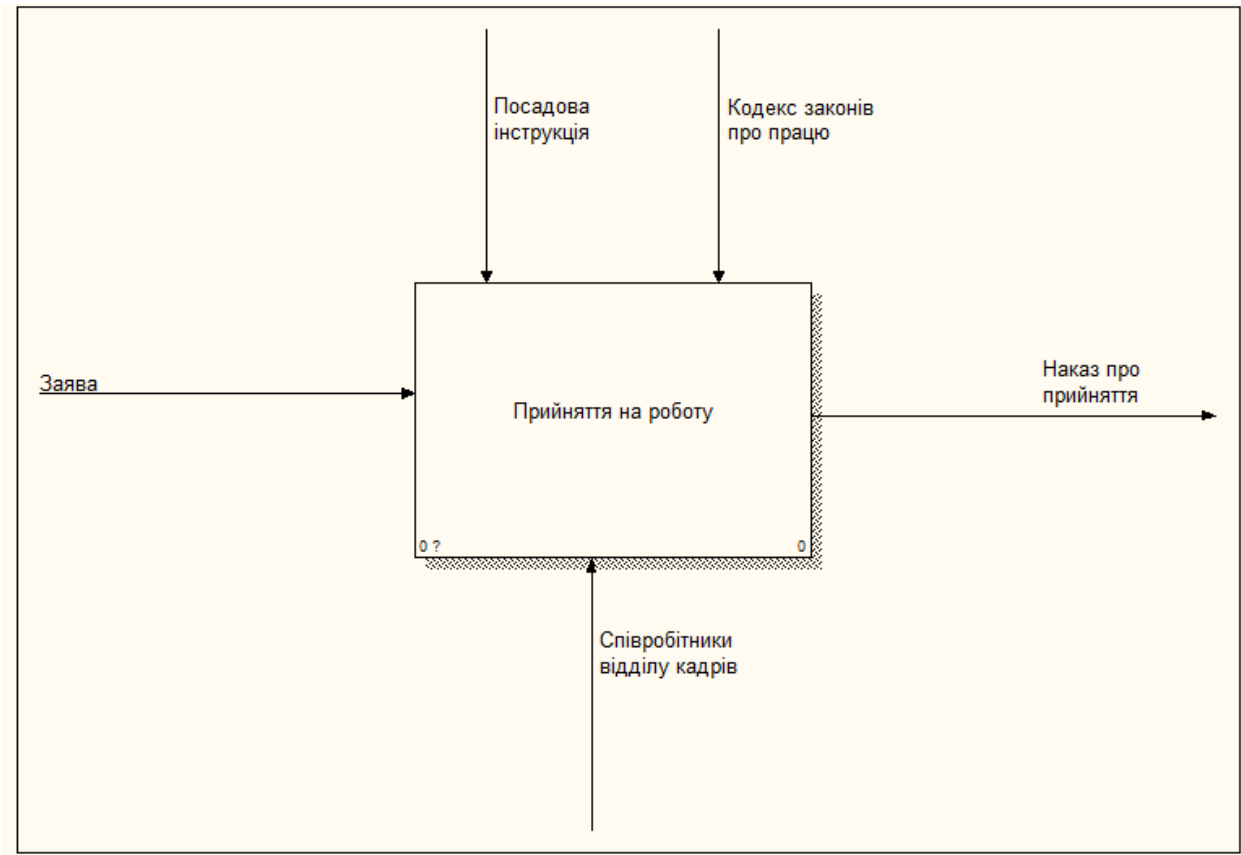 Посадова
інструкція
Кодекс законів
про працю
Заява
Наказ про
прийняття
Прийняття на роботу
0 ?
0
Співробітники
відділу кадрів